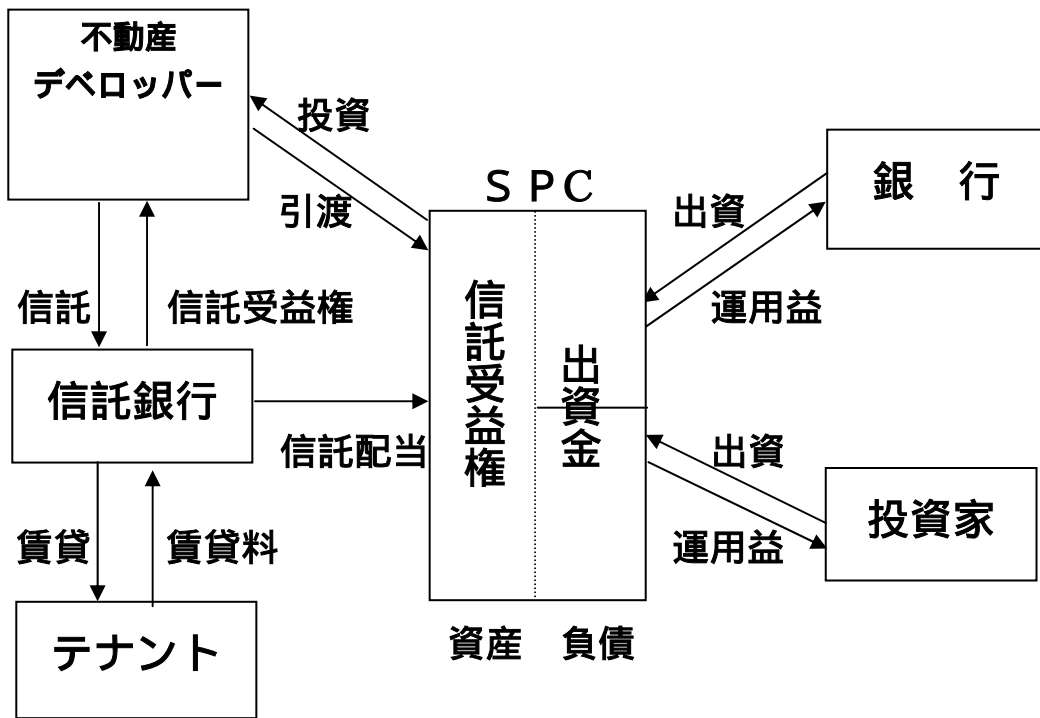 不動産
デベロッパー
投資
引渡
ＳＰＣ
銀　行
出資
運用益
信託
信託受益権
信託銀行
信託配当
信託受益権
出資金
出資
運用益
投資家
賃貸
賃貸料
テナント
資産　負債